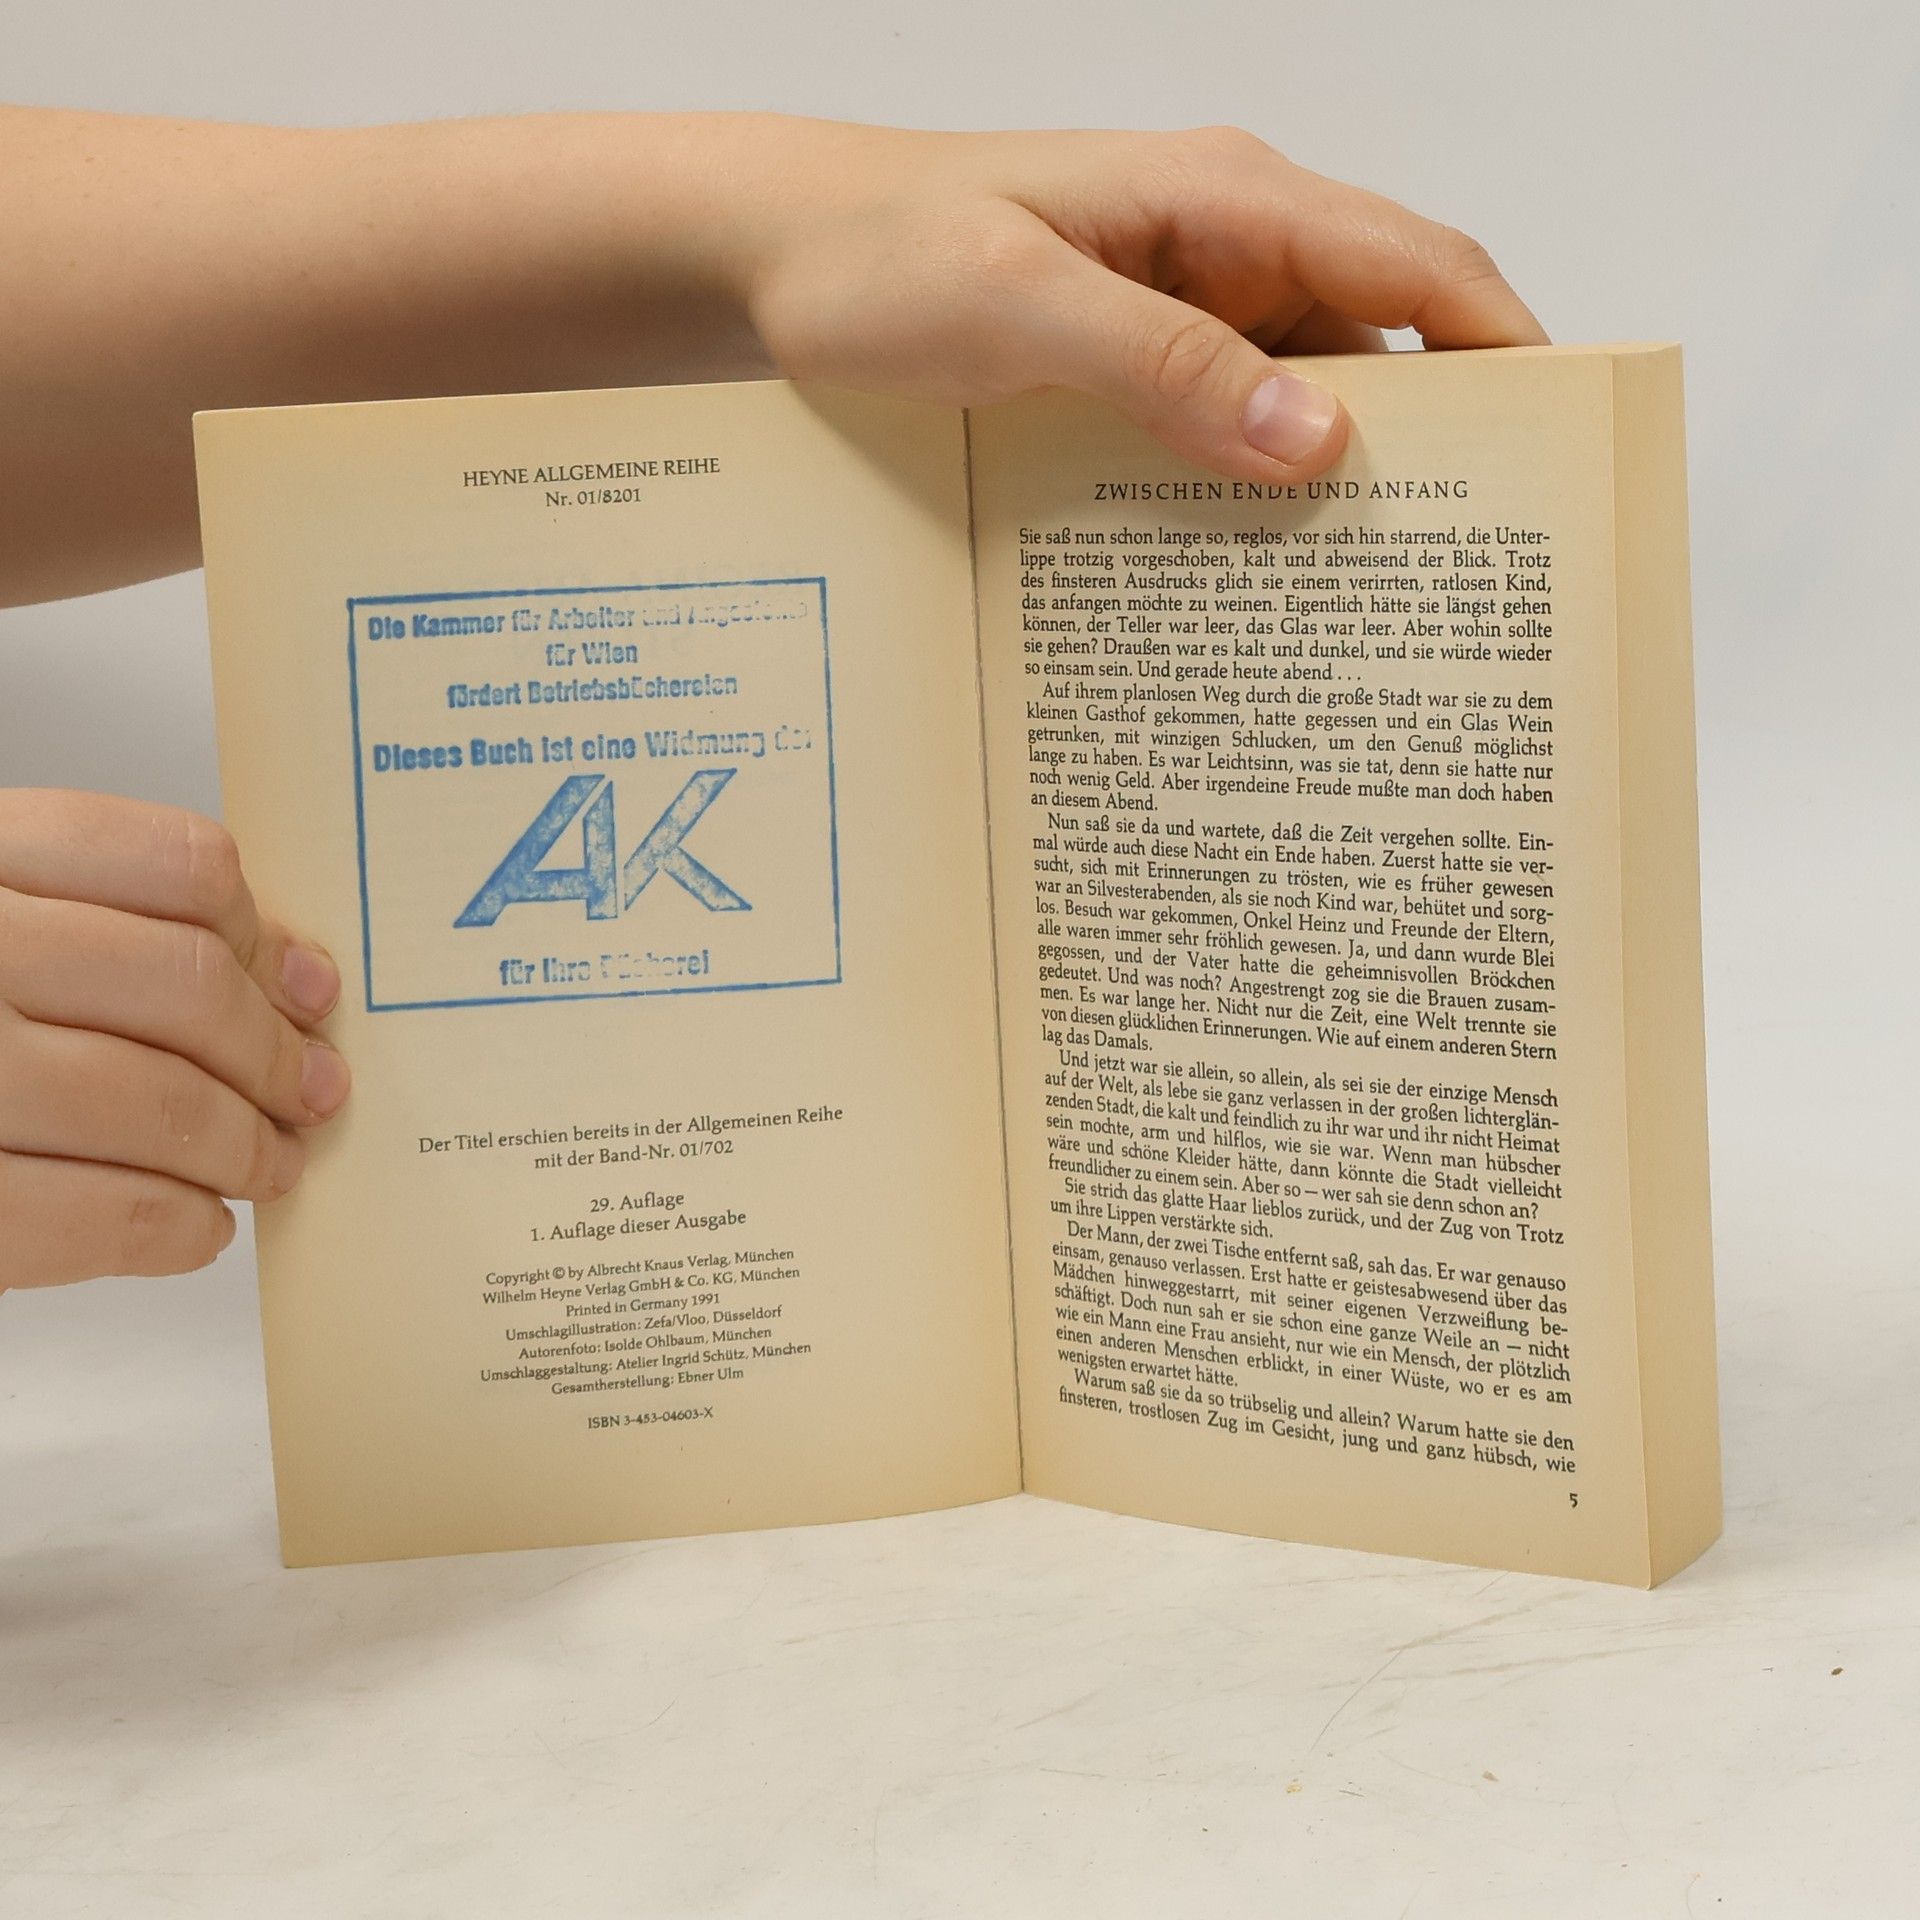 HEYNE ALLGEMEINE REIHE
Nr. 01/8201
Die Kammer für Arbeiter und Angestellte
für Wien
fördert Betriebsbüchereien
Dieses Buch ist eine Widmung der
AK
für Ihre Bücherei
Der Titel erschien bereits in der Allgemeinen Reihe
mit der Band-Nr. 01/702
29. Auflage
1. Auflage dieser Ausgabe
Copyright © by Albrecht Knaus Verlag, München
Wilhelm Heyne Verlag GmbH & Co. KG, München
Printed in Germany 1991
Umschlagillustration: Zefa/Vloo, Düsseldorf
Autorenfoto: Isolde Ohlbaum, München
Umschlaggestaltung: Atelier Ingrid Schütz, München
Gesamtherstellung: Ebner Ulm
ISBN 3-453-04603-X
ZWISCHEN ENDE UND ANFANG
Sie saß nun schon lange so, reglos, vor sich hin starrend, die Unter-
lippe trotzig vorgeschoben, kalt und abweisend der Blick. Trotz
des finsteren Ausdrucks glich sie einem verirrten, ratlosen Kind,
das anfangen möchte zu weinen. Eigentlich hätte sie längst gehen
können, der Teller war leer, das Glas war leer. Aber wohin sollte
sie gehen? Draußen war es kalt und dunkel, und sie würde wieder
so einsam sein. Und gerade heute abend . . .
Auf ihrem planlosen Weg durch die große Stadt war sie zu dem
kleinen Gasthof gekommen, hatte gegessen und ein Glas Wein
getrunken, mit winzigen Schlucken, um den Genuß möglichst
lange zu haben. Es war Leichtsinn, was sie tat, denn sie hatte nur
noch wenig Geld. Aber irgendeine Freude mußte man doch haben
an diesem Abend.
Nun saß sie da und wartete, daß die Zeit vergehen sollte. Ein-
mal würde auch diese Nacht ein Ende haben. Zuerst hatte sie ver-
sucht, sich mit Erinnerungen zu trösten, wie es früher gewesen
war an Silvesterabenden, als sie noch Kind war, behütet und sorg-
los. Besuch war gekommen, Onkel Heinz und Freunde der Eltern,
alle waren immer sehr fröhlich gewesen. Ja, und dann wurde Blei
gegossen, und der Vater hatte die geheimnisvollen Bröckchen
gedeutet. Und was noch? Angestrengt zog sie die Brauen zusam-
men. Es war lange her. Nicht nur die Zeit, eine Welt trennte sie
von diesen glücklichen Erinnerungen. Wie auf einem anderen Stern
lag das Damals.
Und jetzt war sie allein, so allein, als sei sie der einzige Mensch
auf der Welt, als lebe sie ganz verlassen in der großen lichterglän-
zenden Stadt, die kalt und feindlich zu ihr war und ihr nicht Heimat
sein mochte, arm und hilflos, wie sie war. Wenn man hübscher
wäre und schöne Kleider hätte, dann könnte die Stadt vielleicht
freundlicher zu einem sein. Aber so — wer sah sie denn schon an?
Sie strich das glatte Haar lieblos zurück, und der Zug von Trotz
um ihre Lippen verstärkte sich.
Der Mann, der zwei Tische entfernt saß, sah das. Er war genauso
einsam, genauso verlassen. Erst hatte er geistesabwesend über das
Mädchen hinweggestarrt, mit seiner eigenen Verzweiflung be-
schäftigt. Doch nun sah er sie schon eine ganze Weile an — nicht
wie ein Mann eine Frau ansieht, nur wie ein Mensch, der plötzlich
einen anderen Menschen erblickt, in einer Wüste, wo er es am
wenigsten erwartet hätte.
Warum saß sie da so trübselig und allein? Warum hatte sie den
finsteren, trostlosen Zug im Gesicht, jung und ganz hübsch, wie
5